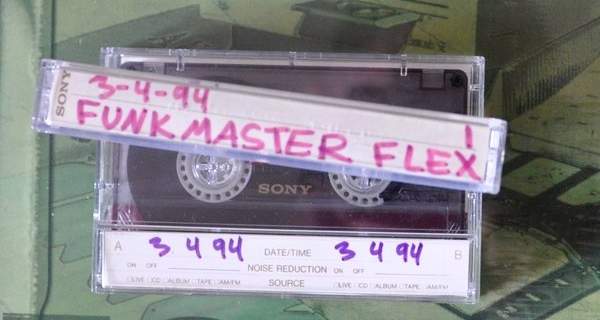 SONY
3-4-94
1
FUNKMASTER FLEX
SONY
A 3 4 94 DATE/TIME 3 4 94 B
ON OFF NOISE REDUCTION ON OFF
LIVE CD ALBUM TAPE AM/FM SOURCE LIVE CD ALBUM TAPE AM/FM